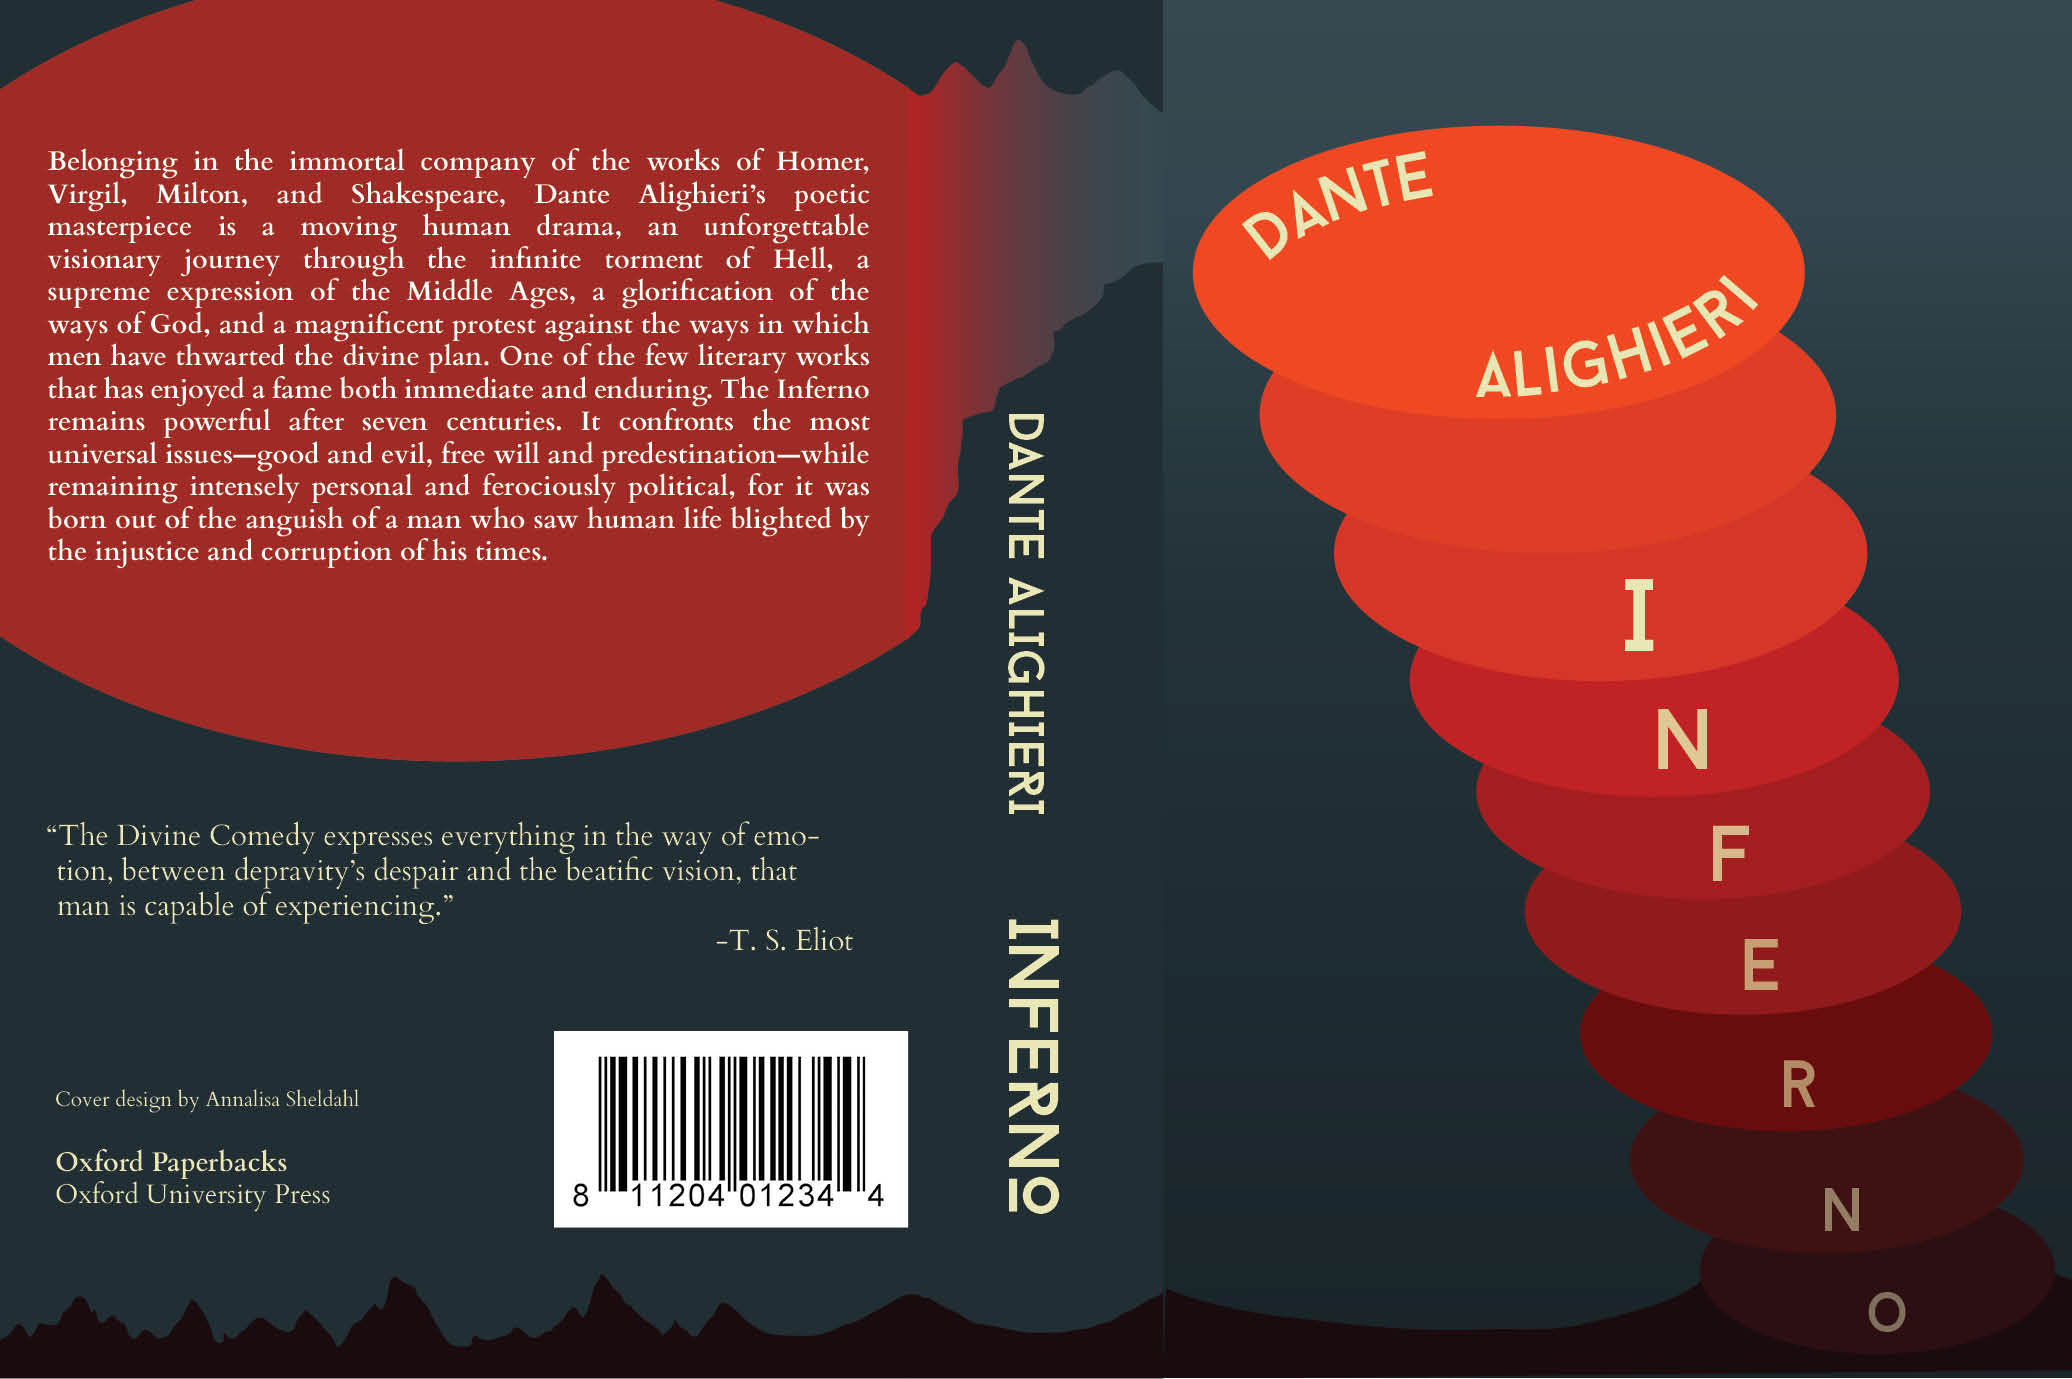 Belonging in the immortal company of the works of Homer,
Virgil, Milton, and Shakespeare, Dante Alighieri's poetic
masterpiece is a moving human drama, an unforgettable
visionary journey through the infinite torment of Hell, a
supreme expression of the Middle Ages, a glorification of the
ways of God, and a magnificent protest against the ways in which
men have thwarted the divine plan. One of the few literary works
that has enjoyed a fame both immediate and enduring. The Inferno
remains powerful after seven centuries. It confronts the most
universal issues—good and evil, free will and predestination—while
remaining intensely personal and ferociously political, for it was
born out of the anguish of a man who saw human life blighted by
the injustice and corruption of his times.
“The Divine Comedy expresses everything in the way of emo-
tion, between depravity’s despair and the beatific vision, that
man is capable of experiencing.”
-T. S. Eliot
Cover design by Annalisa Sheldahl
Oxford Paperbacks
Oxford University Press
8 11204 01234 4
DANTE ALIGHIERI INFERNO
DANTE
ALIGHIERI
I
N
F
E
R
N
O